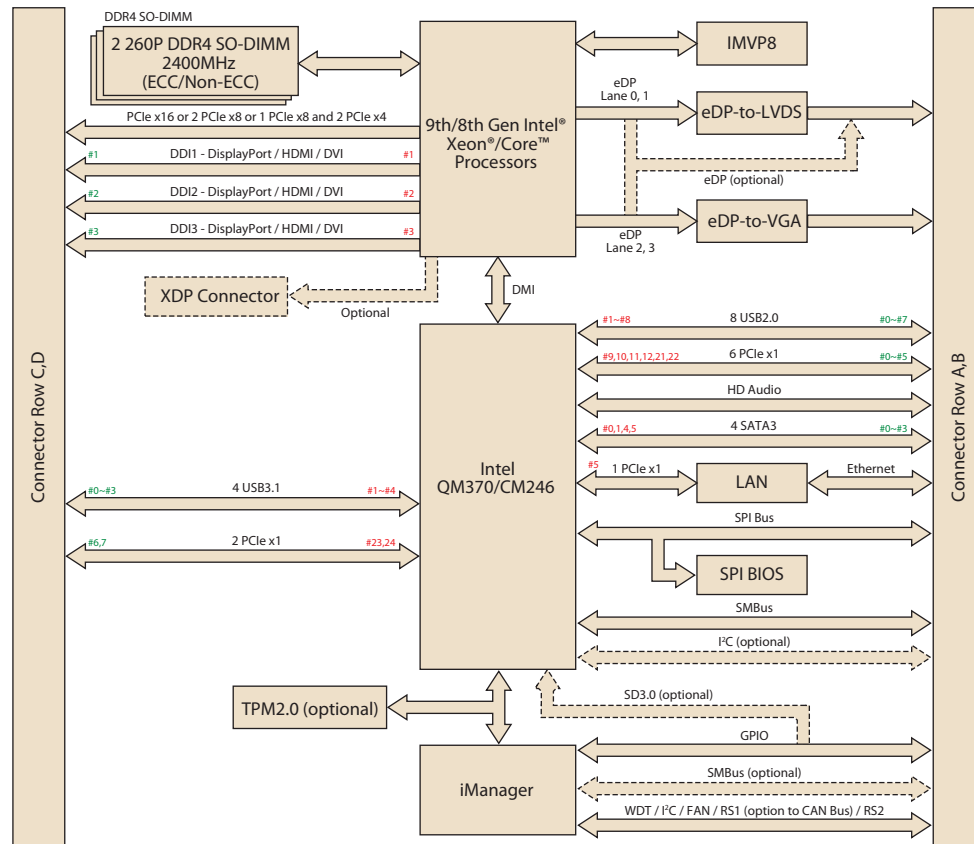 DDR4 SO-DIMM
2 260P DDR4 SO-DIMM
2400MHz
(ECC/Non-ECC)
IMVP8
eDP
Lane 0, 1
eDP-to-LVDS
PCIe x16 or 2 PCIe x8 or 1 PCIe x8 and 2 PCIe x4
9th/8th Gen Intel®
Xeon®/Core™
Processors
#1 DDI1 - DisplayPort / HDMI / DVI #1
eDP (optional)
#2 DDI2 - DisplayPort / HDMI / DVI #2
#3 DDI3 - DisplayPort / HDMI / DVI #3
eDP-to-VGA
eDP
Lane 2, 3
XDP Connector
Optional
DMI
Connector Row C,D
Connector Row A,B
#1~#8 8 USB2.0 #0~#7
#9,10,11,12,21,22 6 PCIe x1 #0~#5
HD Audio
#0,1,4,5 4 SATA3 #0~#3
Intel
QM370/CM246
#5 1 PCIe x1
LAN
Ethernet
#0~#3 4 USB3.1 #1~#4
SPI Bus
#6,7 2 PCIe x1 #23,24
SPI BIOS
SMBus
I²C (optional)
TPM2.0 (optional)
SD3.0 (optional)
GPIO
iManager
SMBus (optional)
WDT / I²C / FAN / RS1 (option to CAN Bus) / RS2